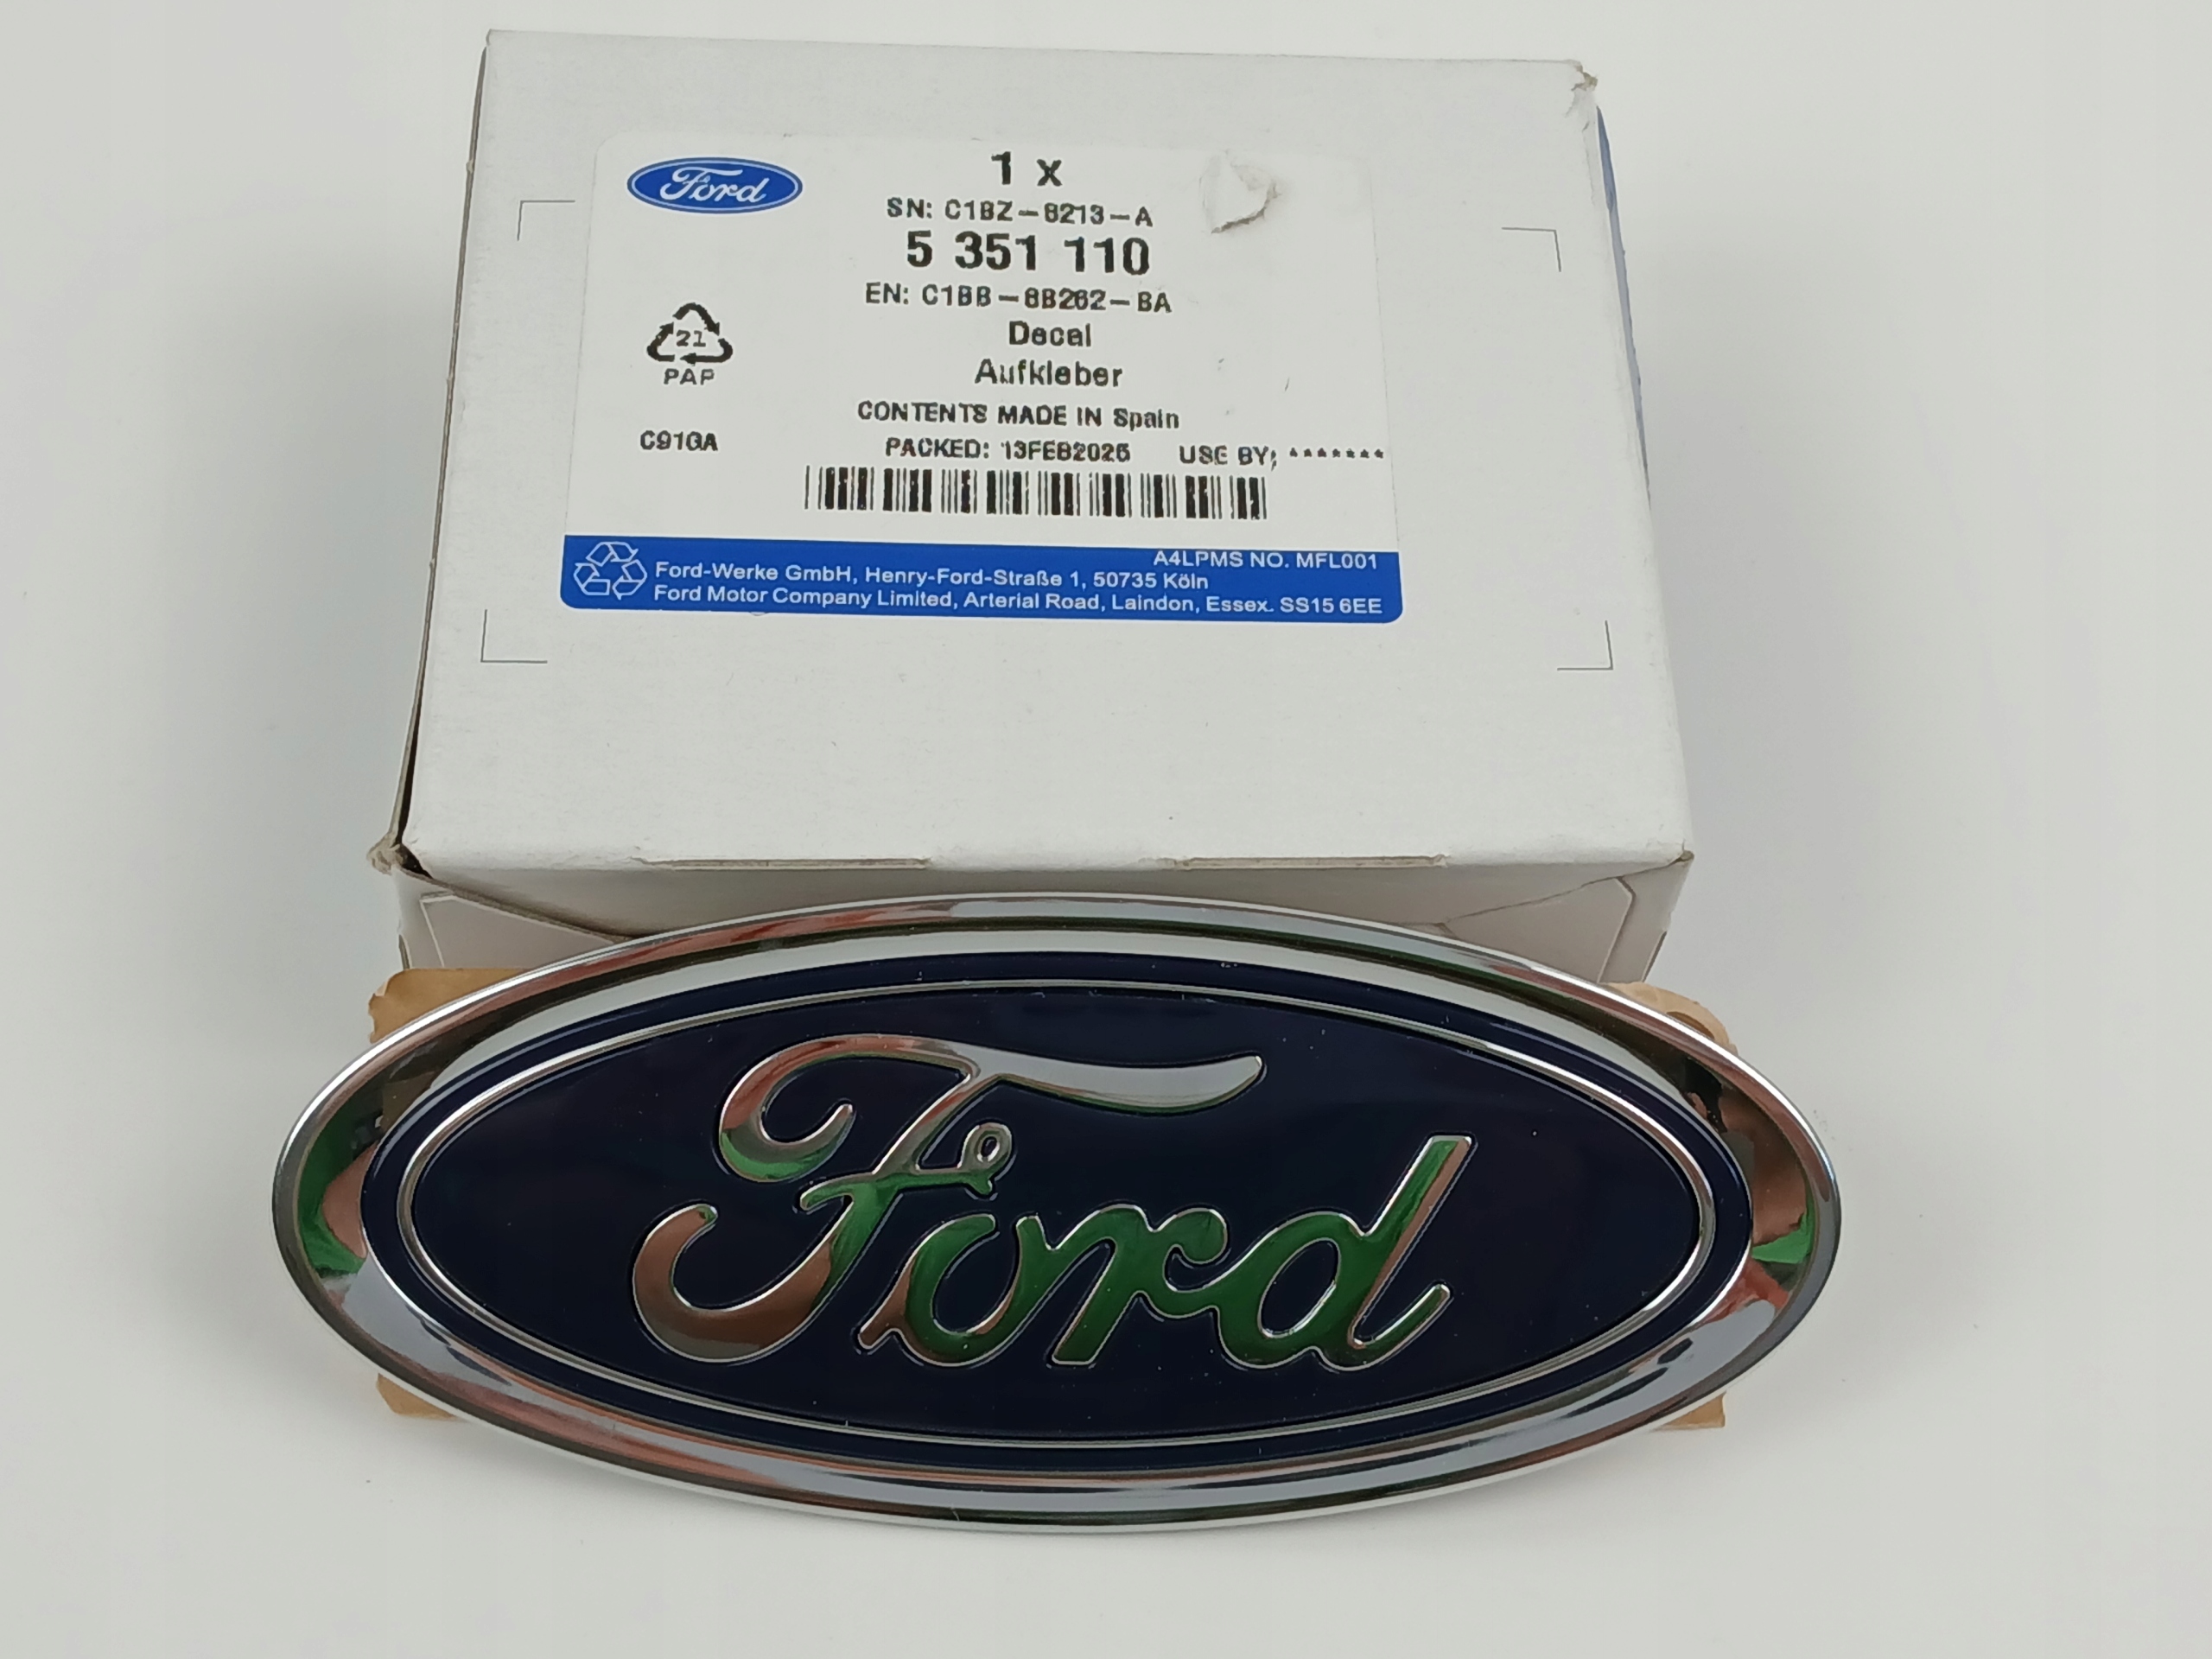 Ford
1 x
SN: C1BZ-8213-A
5 351 110
EN: C1BB-8B262-BA
Decal
Aufkleber
21
PAP
CONTENTS MADE IN Spain
C91GA
PACKED: 13FEB2025 USE BY: *******
A4LPMS NO. MFL001
Ford-Werke GmbH, Henry-Ford-Straße 1, 50735 Köln
Ford Motor Company Limited, Arterial Road, Laindon, Essex. SS15 6EE
Ford